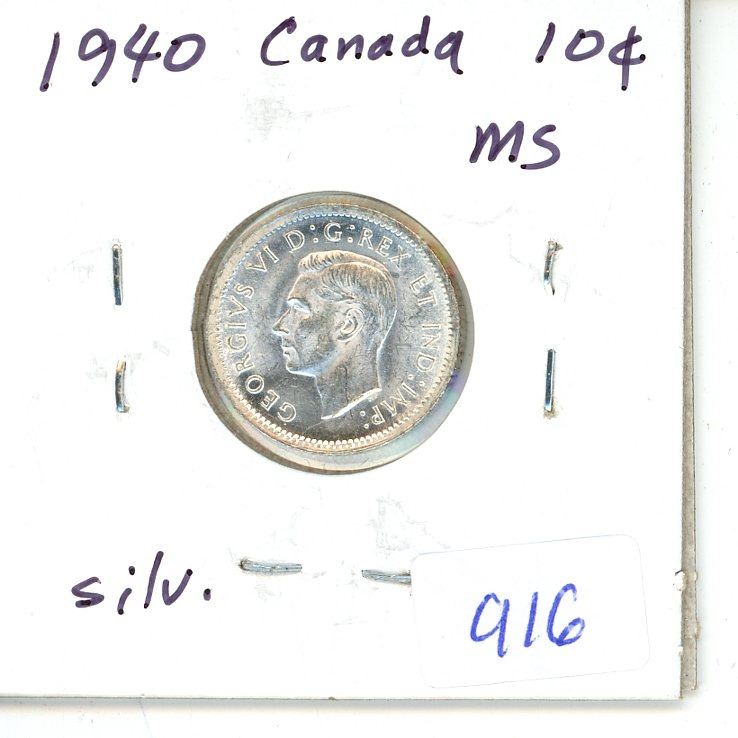 1940 Canada 10¢
MS
GEORGIVS VI D:G:REX ET IND:IMP:
silv.
916